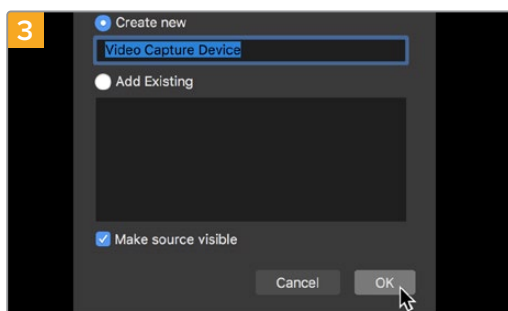 3
Create new
Video Capture Device
Add Existing
Make source visible
Cancel OK